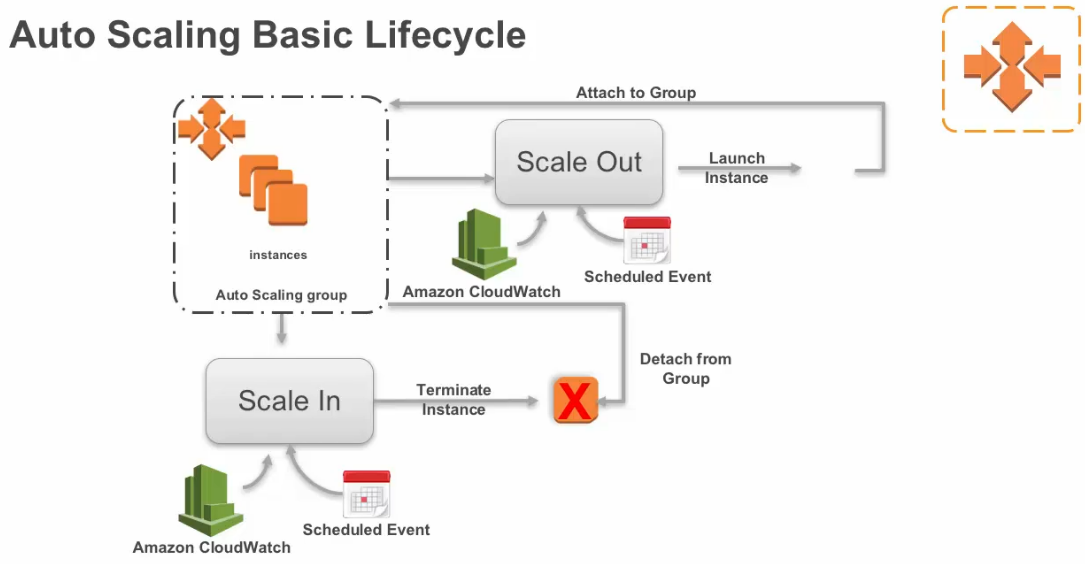 Auto Scaling Basic Lifecycle
Attach to Group
Scale Out
Launch
Instance
instances
Auto Scaling group
Amazon CloudWatch
Scheduled Event
Scale In
Terminate
Instance
X
Detach from
Group
Amazon CloudWatch
Scheduled Event